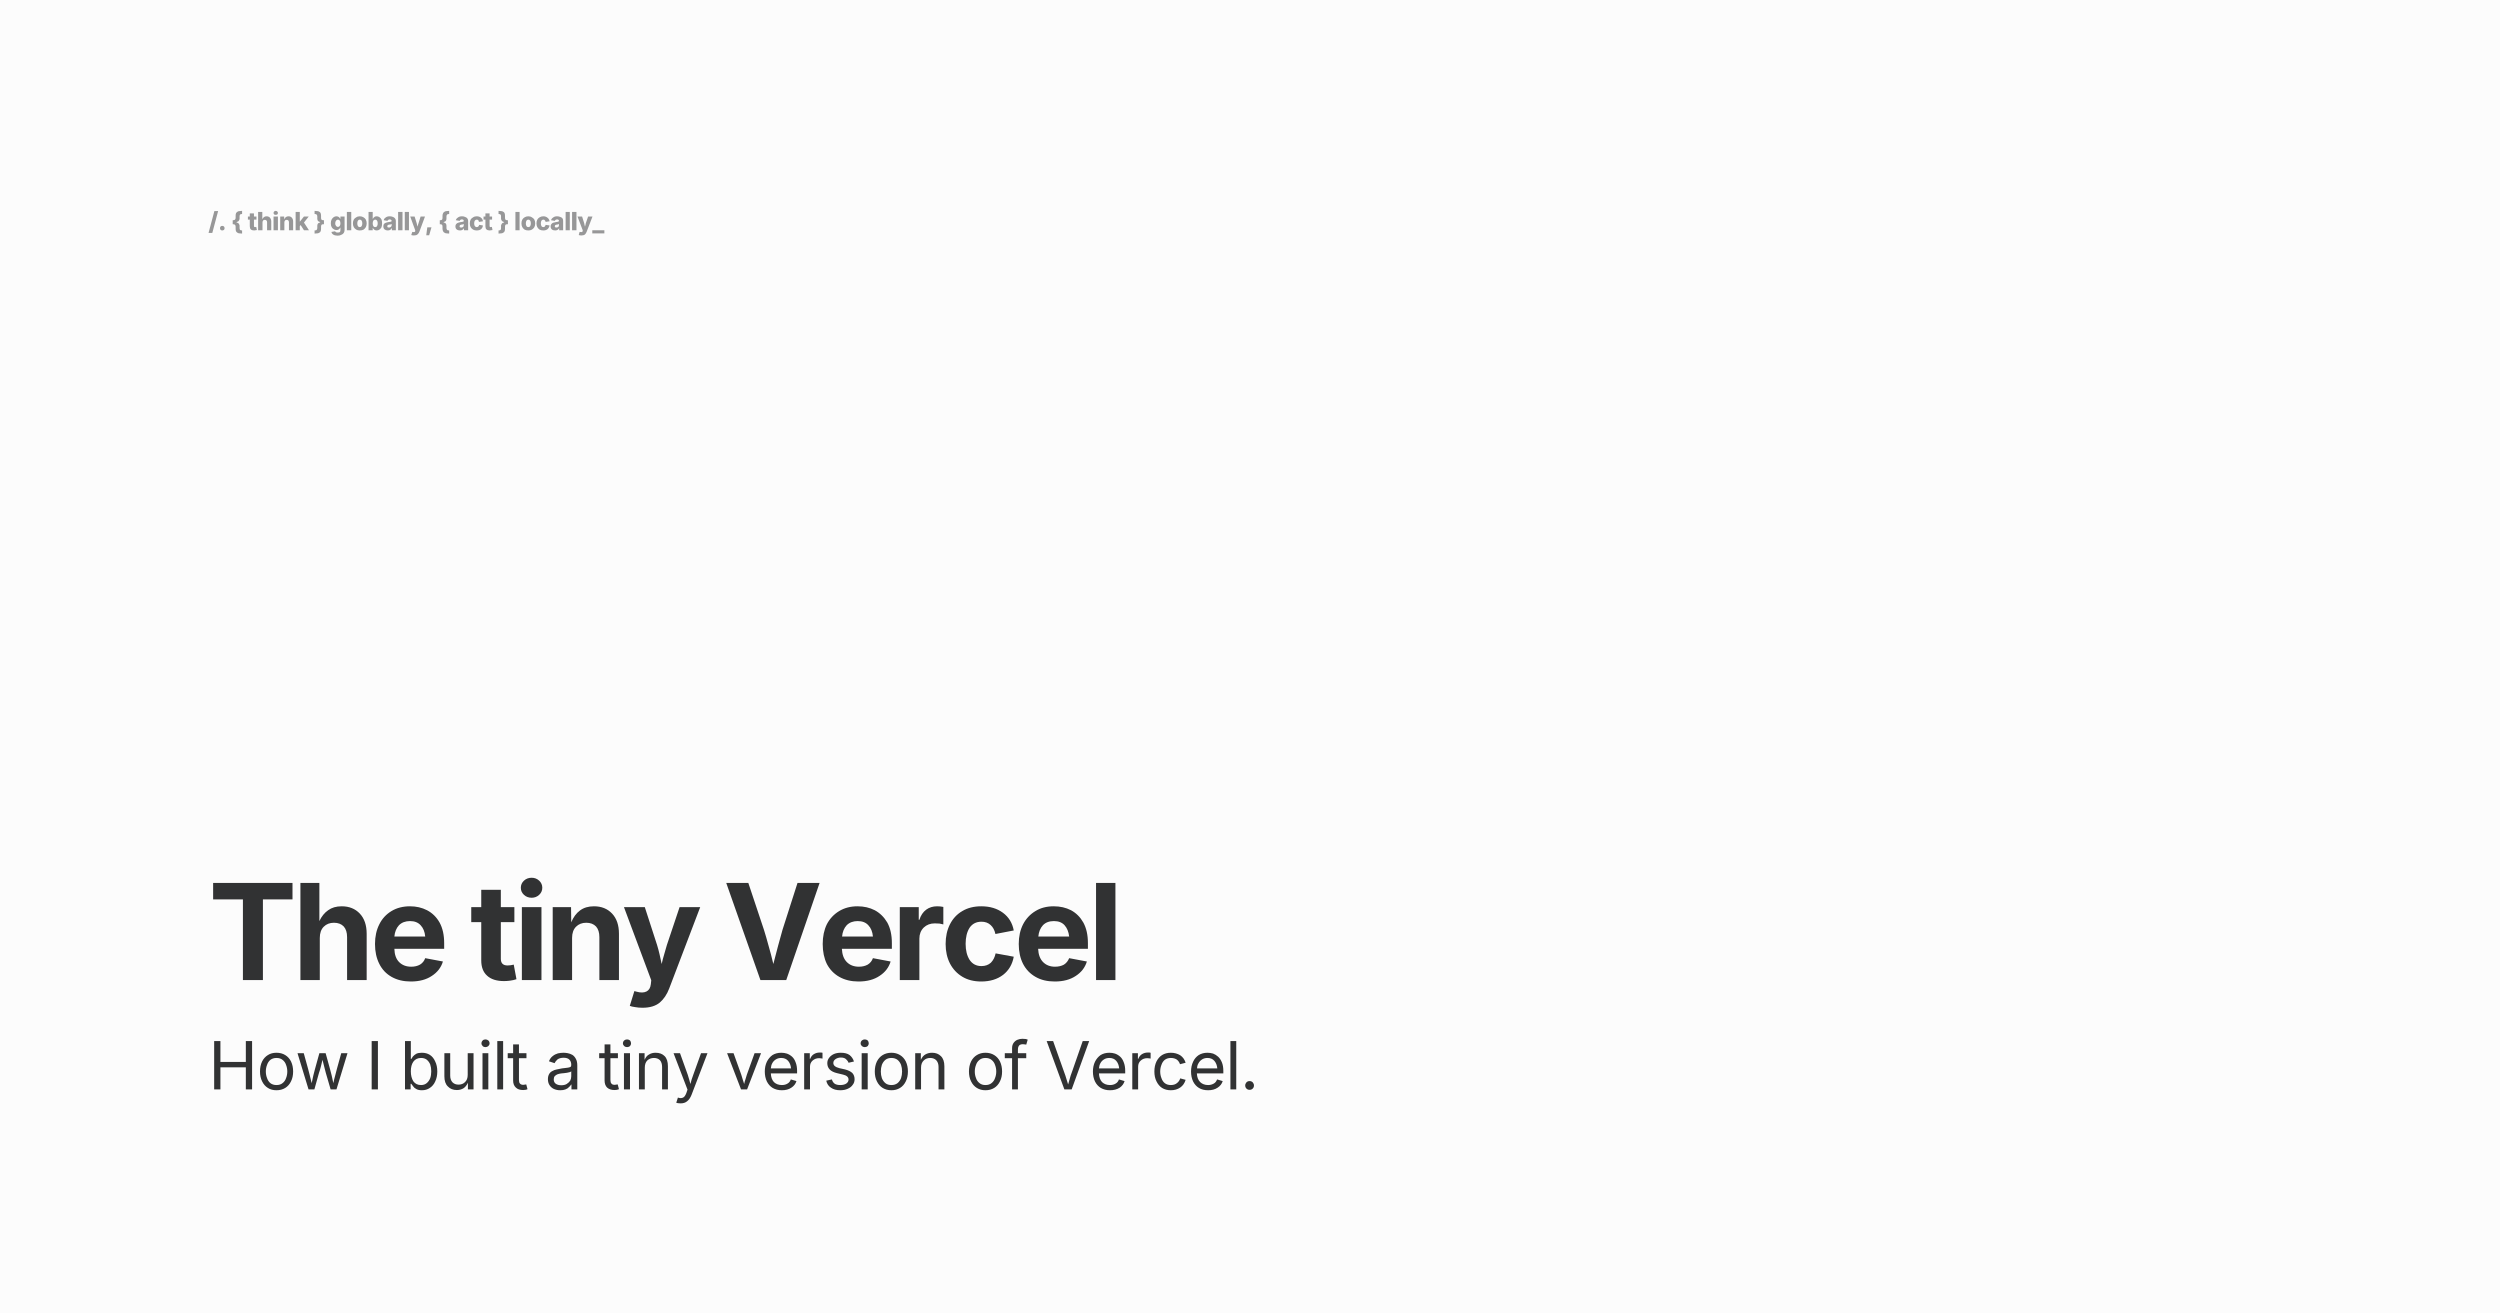 /. { think } globally, { act } locally_
The tiny Vercel
How I built a tiny version of Vercel.